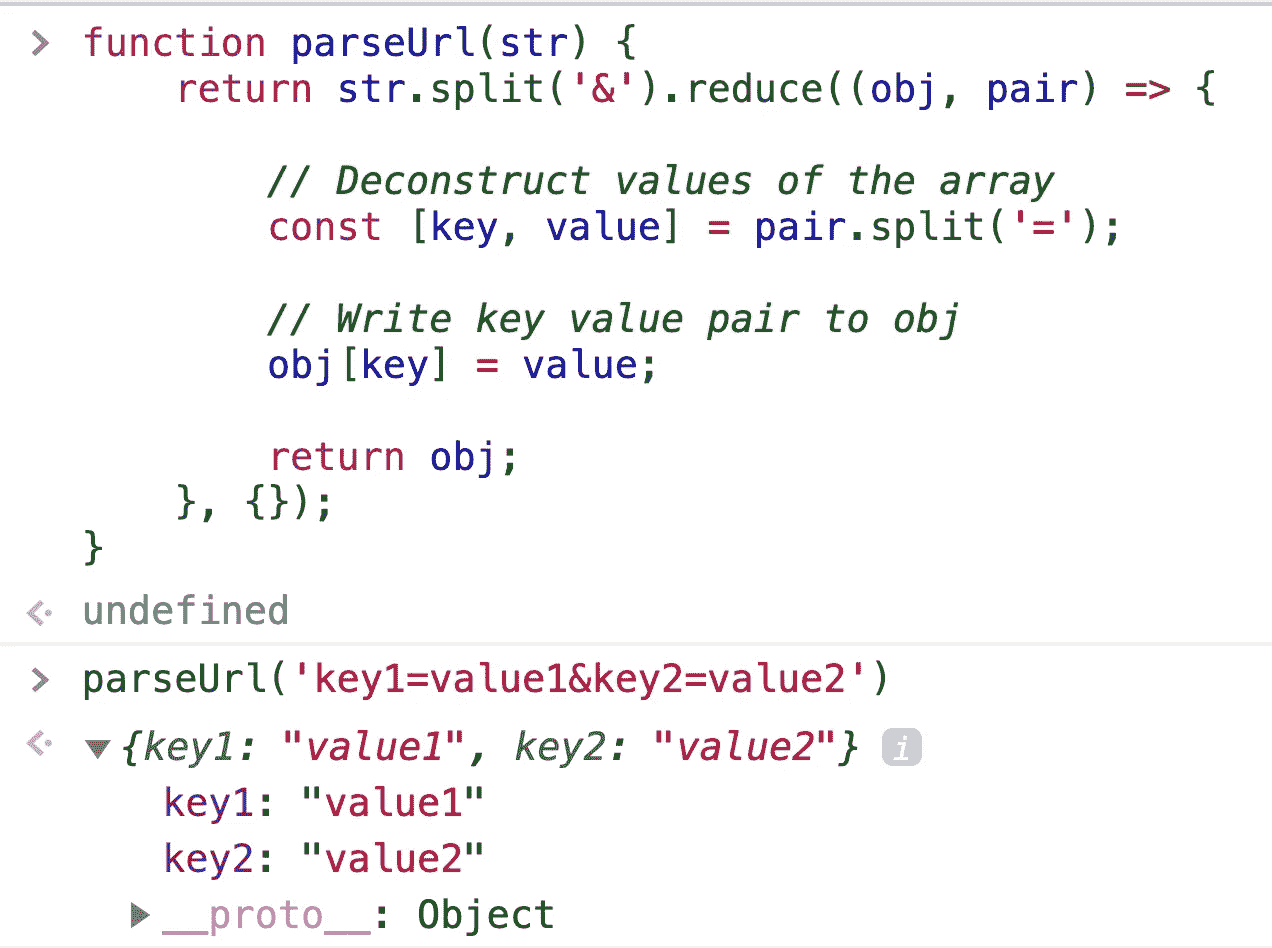 > function parseUrl(str) {
return str.split('&').reduce((obj, pair) => {
// Deconstruct values of the array
const [key, value] = pair.split('=');
// Write key value pair to obj
obj[key] = value;
return obj;
}, {});
}
undefined
> parseUrl('key1=value1&key2=value2')
{key1: "value1", key2: "value2"} i
key1: "value1"
key2: "value2"
__proto__: Object